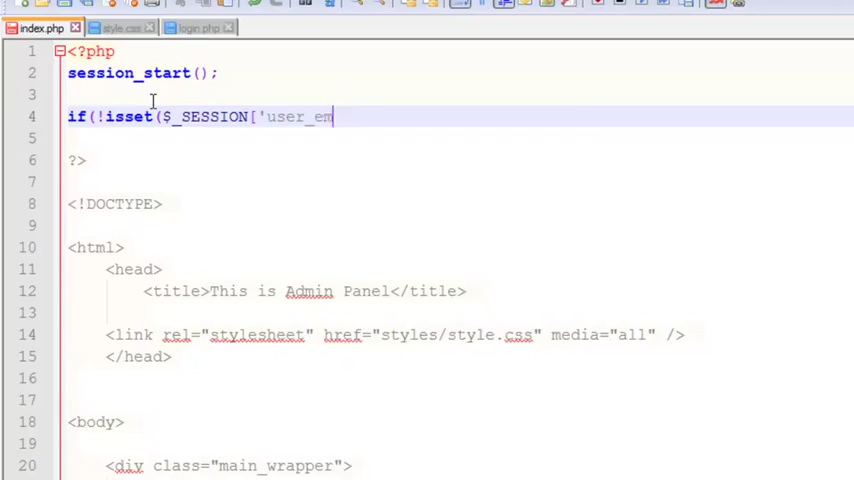 index.php style.css login.php
1 <?php
2 session_start();
3
4 if(!isset($_SESSION['user_em
5
6 ?>
7
8 <!DOCTYPE>
9
10 <html>
11 <head>
12 <title>This is Admin Panel</title>
13
14 <link rel="stylesheet" href="styles/style.css" media="all" />
15 </head>
16
17
18 <body>
19
20 <div class="main_wrapper">